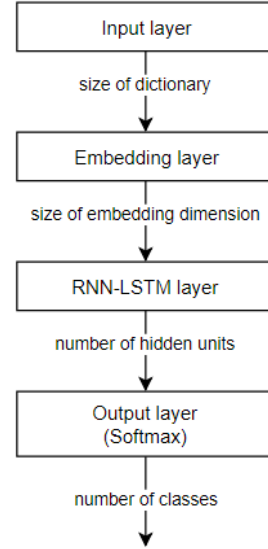 Input layer
size of dictionary
Embedding layer
size of embedding dimension
RNN-LSTM layer
number of hidden units
Output layer
(Softmax)
number of classes